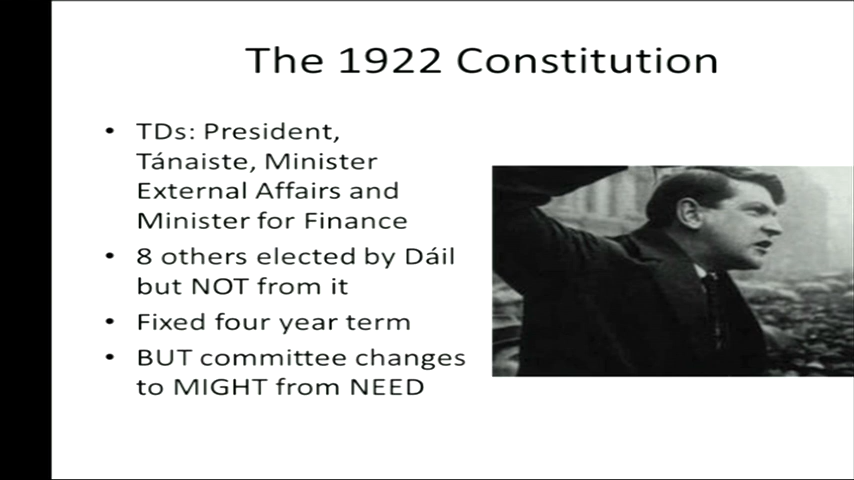 The 1922 Constitution
• TDs: President,
Tánaiste, Minister
External Affairs and
Minister for Finance
• 8 others elected by Dáil
but NOT from it
• Fixed four year term
• BUT committee changes
to MIGHT from NEED